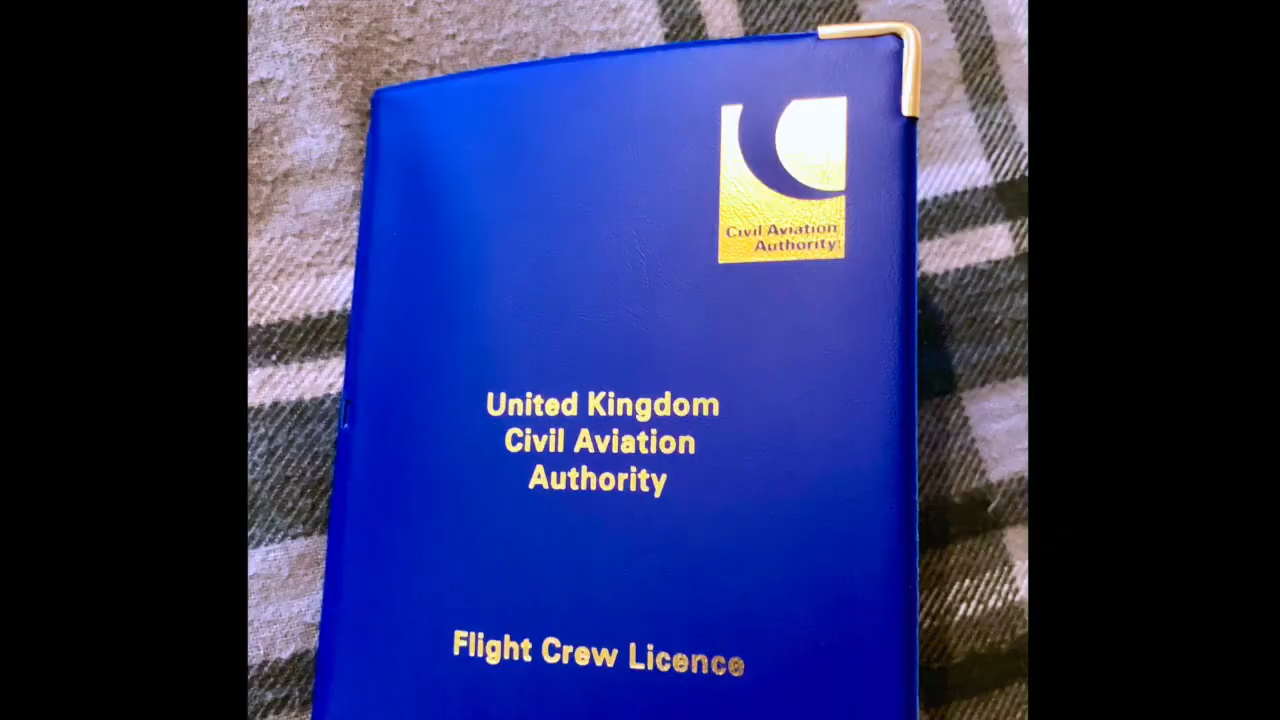 Civil Aviation
Authority
United Kingdom
Civil Aviation
Authority
Flight Crew Licence